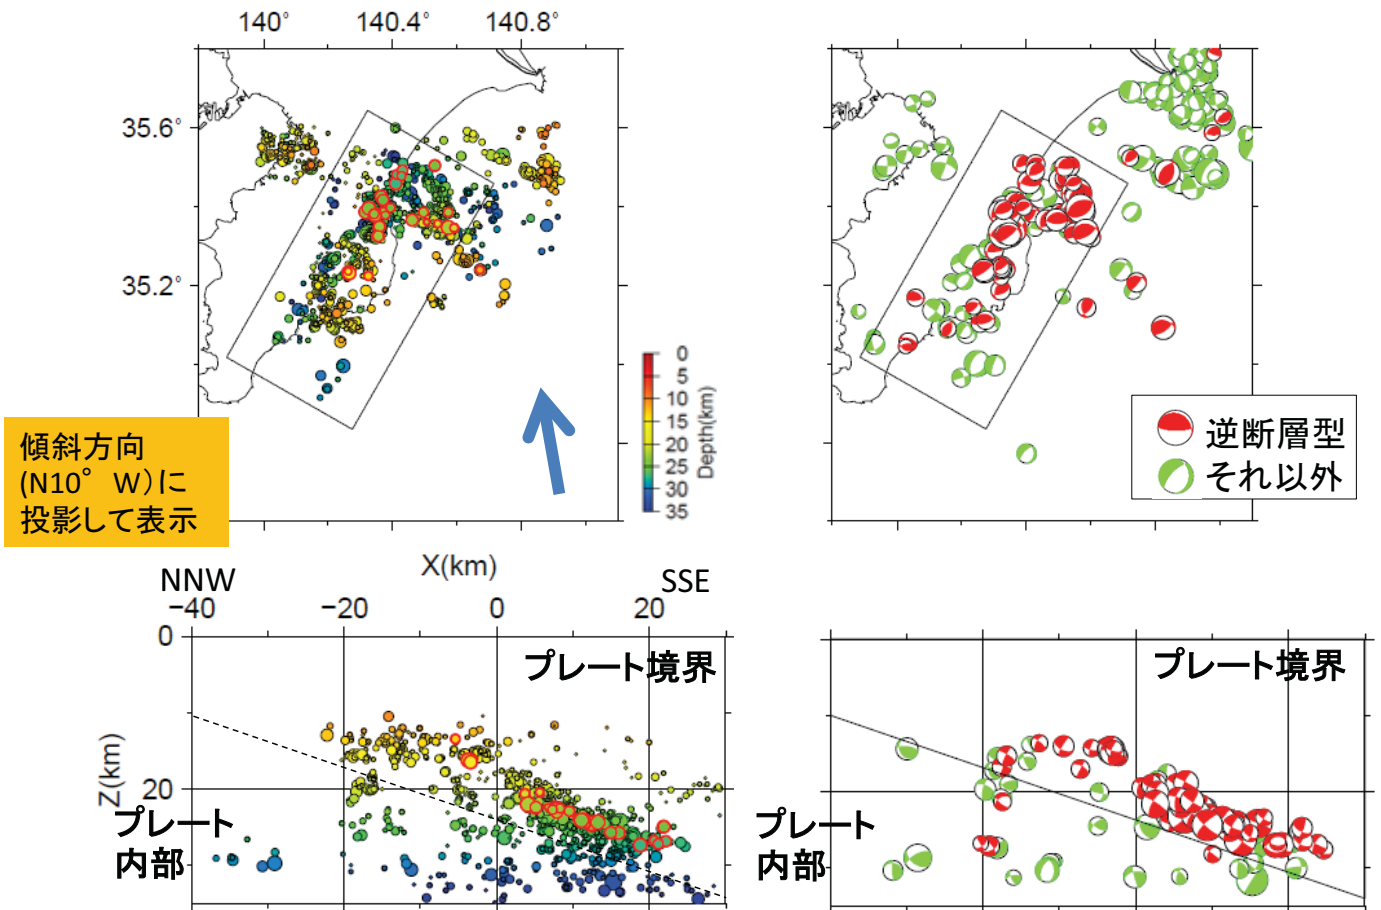 140° 140.4° 140.8°
35.6°
35.2°
0
5
10
15
20
25
30
35
Depth(km)
傾斜方向
(N10°W)に
投影して表示
逆断層型
それ以外
X(km)
NNW SSE
−40 −20 0 20
0
20
Z(km)
プレート境界
プレート
内部
プレート境界
プレート
内部